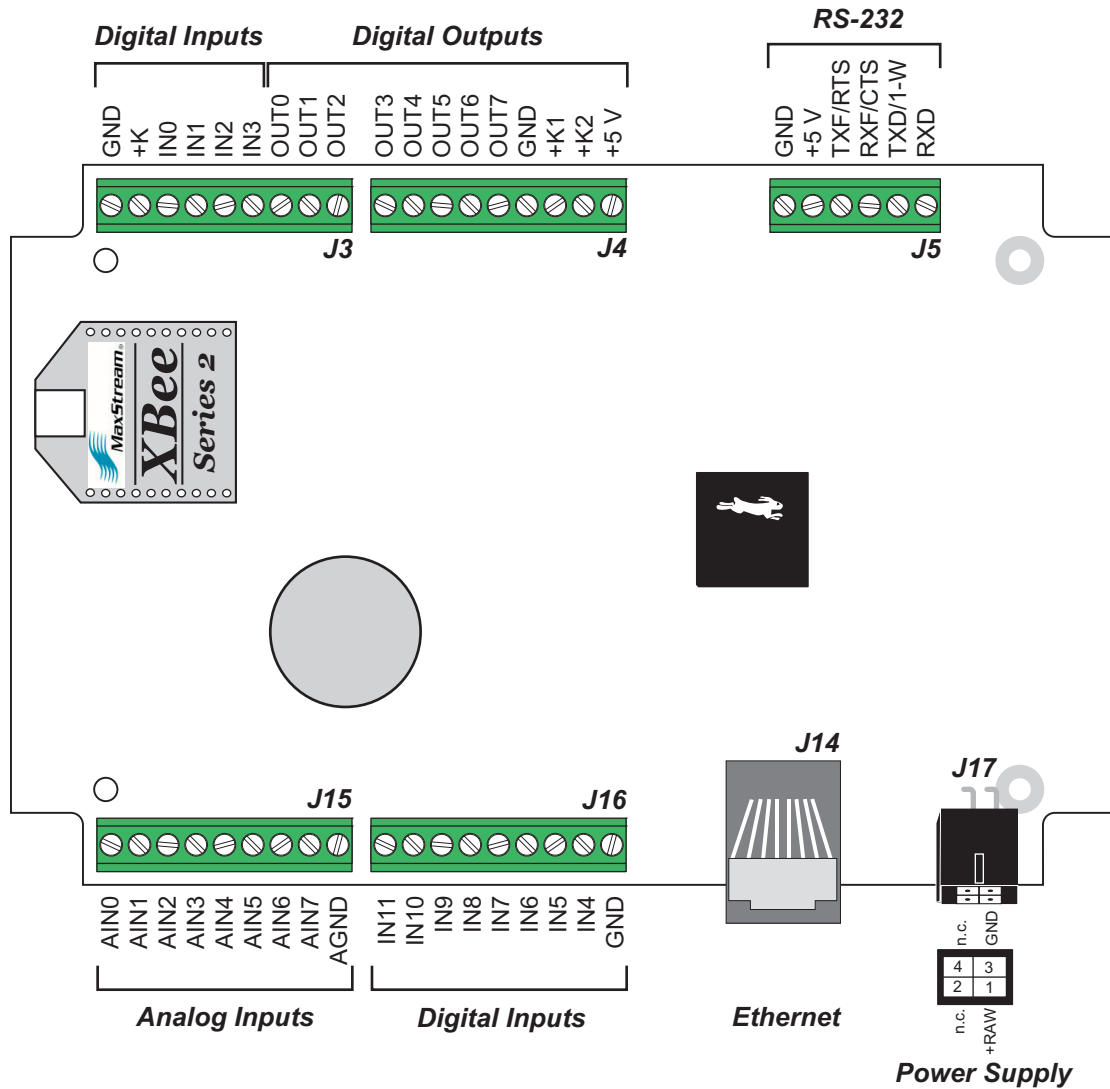 RS-232
Digital Inputs
Digital Outputs
GND
+K
IN0
IN1
IN2
IN3
OUT0
OUT1
OUT2
OUT3
OUT4
OUT5
OUT6
OUT7
GND
+K1
+K2
+5 V
GND
+5 V
TXF/RTS
RXF/CTS
TXD/1-W
RXD
J3
J4
J5
MaxStream®
XBee
Series 2
J14
J17
J15
J16
AIN0
AIN1
AIN2
AIN3
AIN4
AIN5
AIN6
AIN7
AGND
IN11
IN10
IN9
IN8
IN7
IN6
IN5
IN4
GND
n.c.
GND
4 3
2 1
n.c.
+RAW
Analog Inputs
Digital Inputs
Ethernet
Power Supply